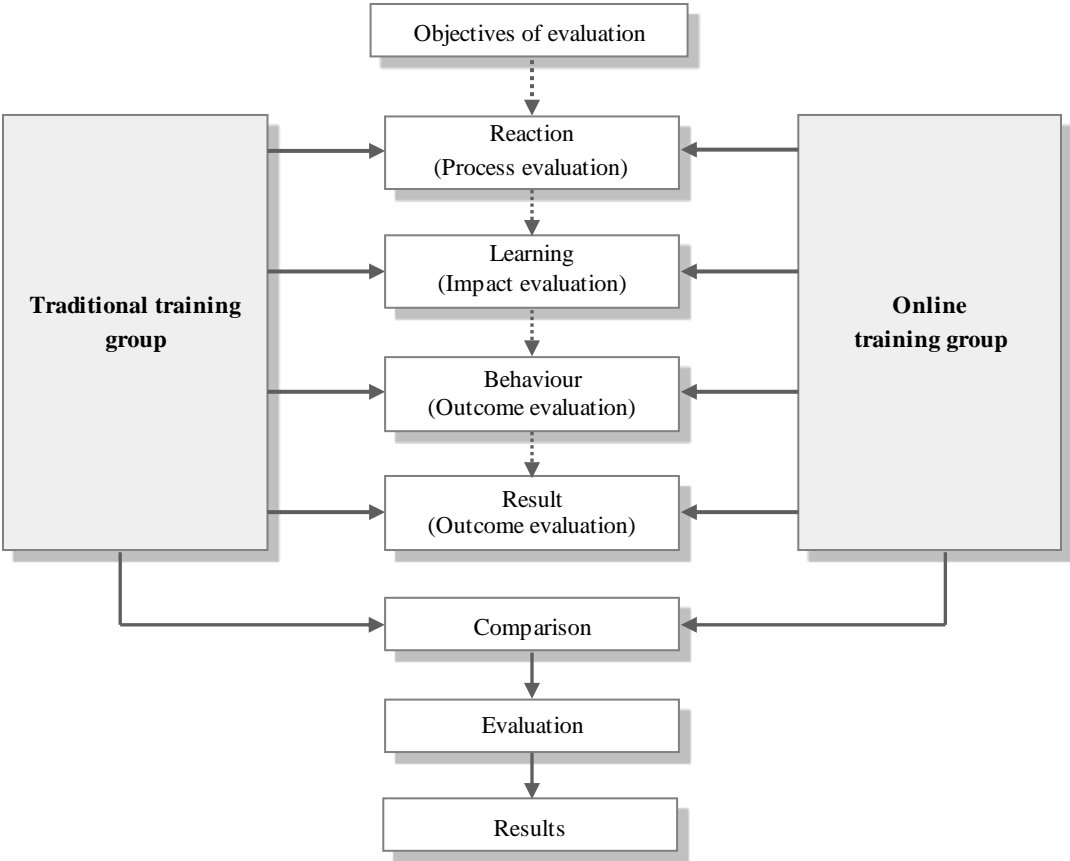 Objectives of evaluation
Reaction
(Process evaluation)
Learning
(Impact evaluation)
Traditional training
group
Online
training group
Behaviour
(Outcome evaluation)
Result
(Outcome evaluation)
Comparison
Evaluation
Results